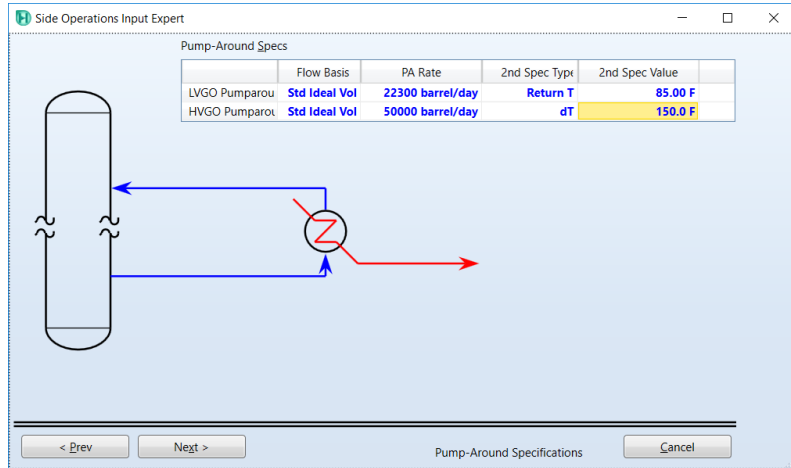 Side Operations Input Expert
Pump-Around Specs
Flow Basis PA Rate 2nd Spec Type 2nd Spec Value
LVGO Pumparou Std Ideal Vol 22300 barrel/day Return T 85.00 F
HVGO Pumparou Std Ideal Vol 50000 barrel/day dT 150.0 F
< Prev Next > Pump-Around Specifications Cancel